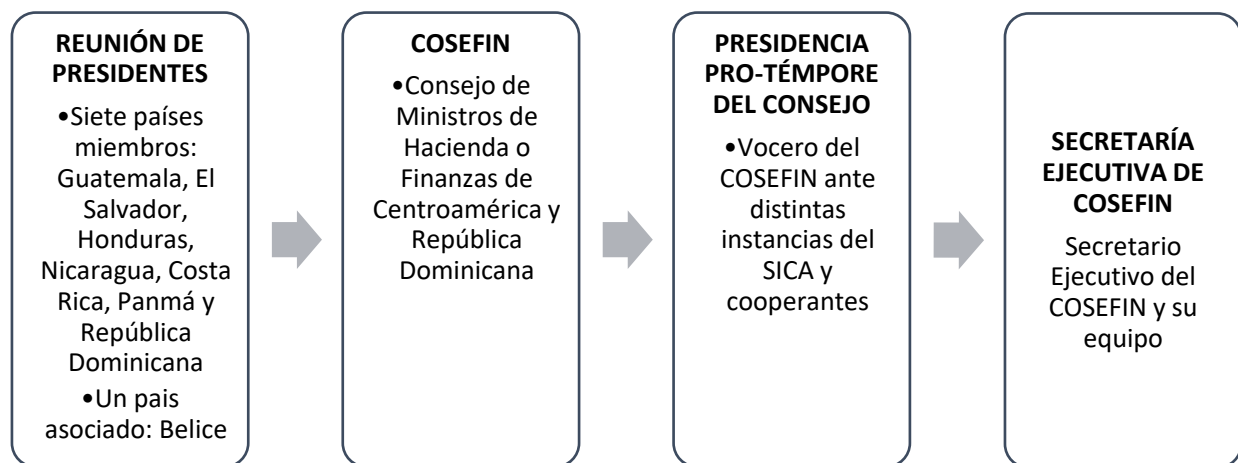 REUNIÓN DE
PRESIDENTES
•Siete países
miembros:
Guatemala, El
Salvador,
Honduras,
Nicaragua, Costa
Rica, Panmá y
República
Dominicana
•Un pais
asociado: Belice
COSEFIN
•Consejo de
Ministros de
Hacienda o
Finanzas de
Centroamérica y
República
Dominicana
PRESIDENCIA
PRO-TÉMPORE
DEL CONSEJO
•Vocero del
COSEFIN ante
distintas
instancias del
SICA y
cooperantes
SECRETARÍA
EJECUTIVA DE
COSEFIN
Secretario
Ejecutivo del
COSEFIN y su
equipo